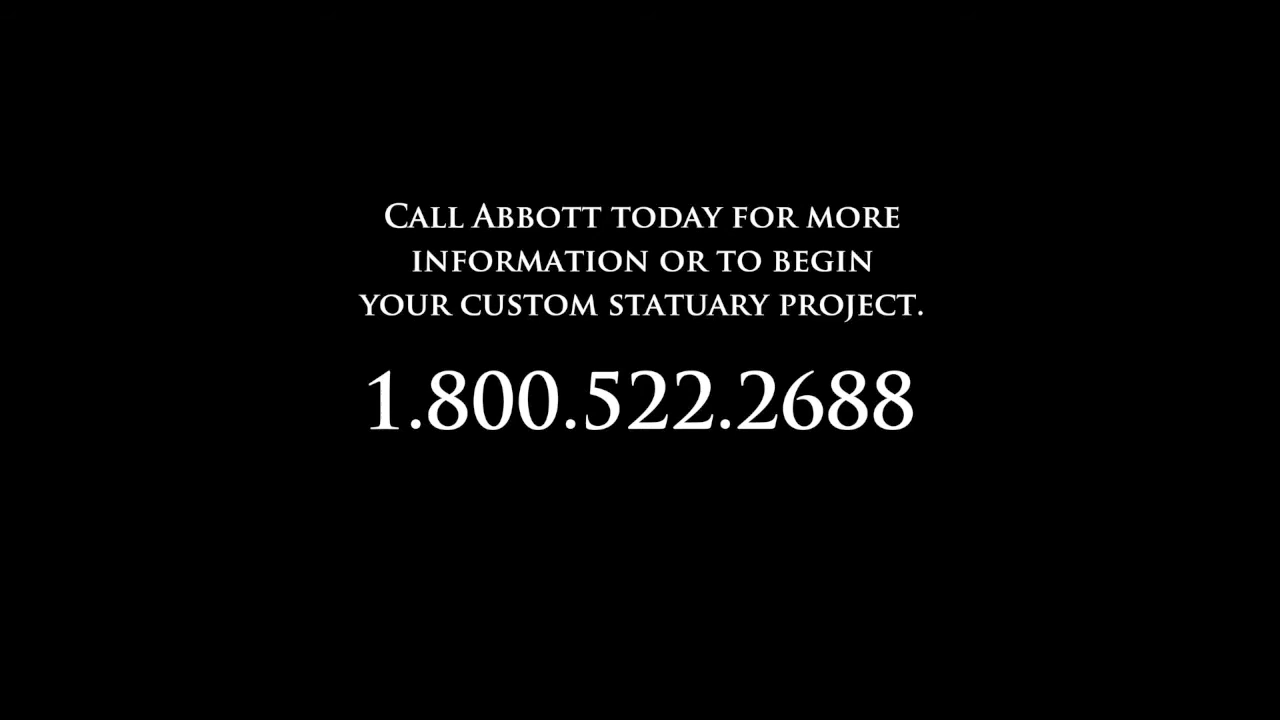 Call Abbott today for more
information or to begin
your custom statuary project.
1.800.522.2688